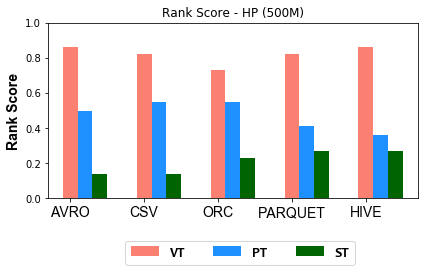 Rank Score - HP (500M)
Rank Score
1.0
0.8
0.6
0.4
0.2
0.0
AVRO CSV ORC PARQUET HIVE
VT PT ST